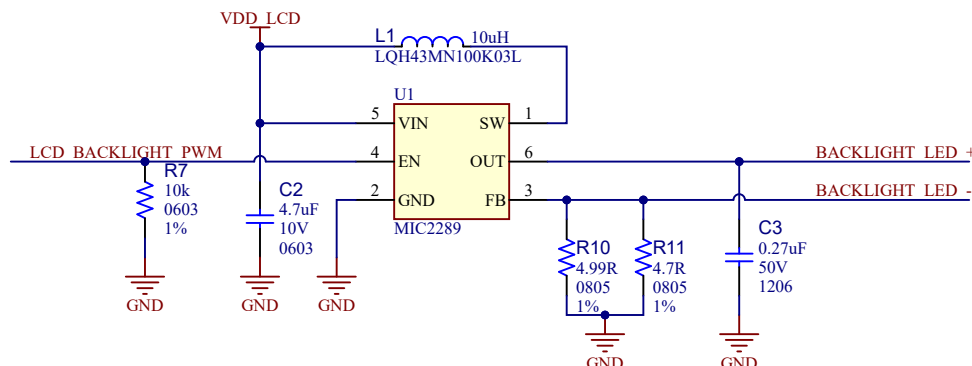 VDD_LCD
L1
10uH
LQH43MN100K03L
U1
5
VIN
SW
1
LCD_BACKLIGHT_PWM
4
EN
OUT
6
BACKLIGHT_LED_+
2
GND
FB
3
BACKLIGHT_LED_-
MIC2289
R7
10k
0603
1%
C2
4.7uF
10V
0603
R10
4.99R
0805
1%
R11
4.7R
0805
1%
C3
0.27uF
50V
1206
GND
GND
GND
GND
GND